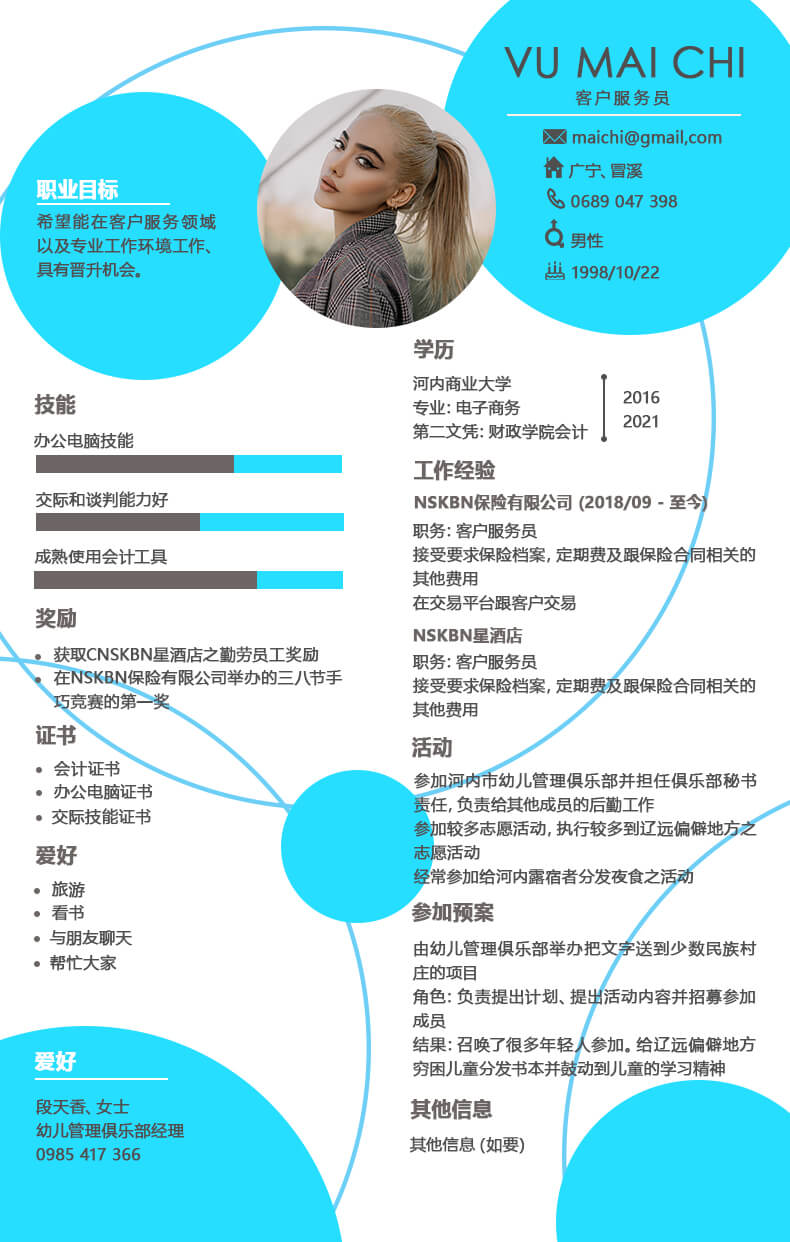 VU MAI CHI
客户服务员
maichi@gmail,com
广宁、冒溪
0689 047 398
男性
1998/10/22
职业目标
希望能在客户服务领域
以及专业工作环境工作、
具有晋升机会。
技能
办公电脑技能
交际和谈判能力好
成熟使用会计工具
奖励
获取CNSKBN星酒店之勤劳员工奖励
在NSKBN保险有限公司举办的三八节手
巧竞赛的第一奖
证书
会计证书
办公电脑证书
交际技能证书
爱好
旅游
看书
与朋友聊天
帮忙大家
爱好
段天香、女士
幼儿管理俱乐部经理
0985 417 366
学历
河内商业大学
专业: 电子商务
第二文凭: 财政学院会计
2016
2021
工作经验
NSKBN保险有限公司 (2018/09 - 至今)
职务: 客户服务员
接受要求保险档案, 定期费及跟保险合同相关的
其他费用
在交易平台跟客户交易
NSKBN星酒店
职务: 客户服务员
接受要求保险档案, 定期费及跟保险合同相关的
其他费用
活动
参加河内市幼儿管理俱乐部并担任俱乐部秘书
责任, 负责给其他成员的后勤工作
参加较多志愿活动, 执行较多到辽远偏僻地方之
志愿活动
经常参加给河内露宿者分发夜食之活动
参加预案
由幼儿管理俱乐部举办把文字送到少数民族村
庄的项目
角色: 负责提出计划、提出活动内容并招募参加
成员
结果: 召唤了很多年轻人参加。给辽远偏僻地方
穷困儿童分发书本并鼓动到儿童的学习精神
其他信息
其他信息 (如要)